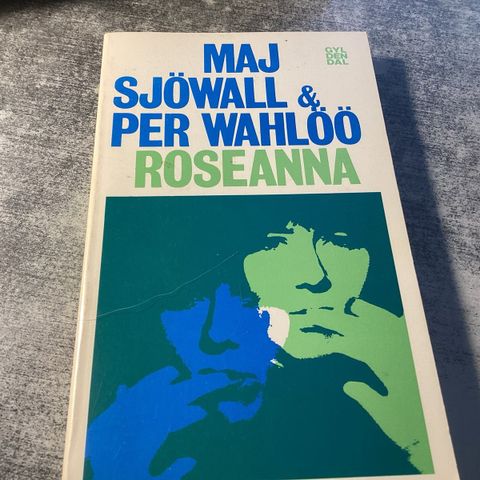 MAJ
SJÖWALL &
PER WAHLÖÖ
ROSEANNA
GYL
DEN
DAL